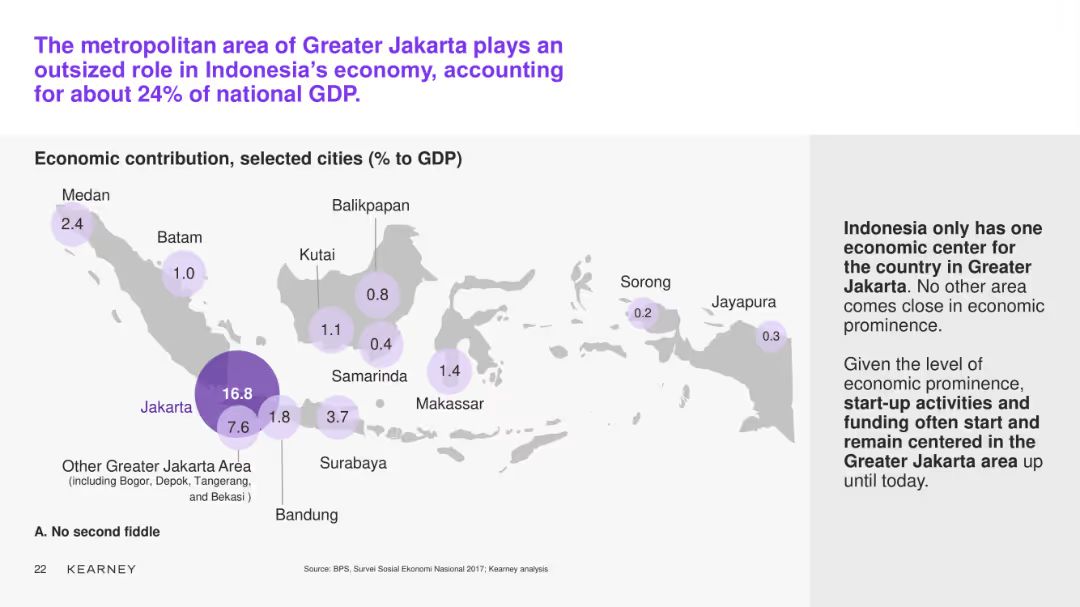 The metropolitan area of Greater Jakarta plays an
outsized role in Indonesia’s economy, accounting
for about 24% of national GDP.
Economic contribution, selected cities (% to GDP)
Medan
2.4
Batam
1.0
Balikpapan
0.8
Kutai
1.1
0.4
Samarinda
Sorong
0.2
Jayapura
0.3
1.4
Makassar
16.8
Jakarta
7.6
1.8
3.7
Surabaya
Other Greater Jakarta Area
(including Bogor, Depok, Tangerang,
and Bekasi )
Bandung
A. No second fiddle
Indonesia only has one
economic center for
the country in Greater
Jakarta. No other area
comes close in economic
prominence.
Given the level of
economic prominence,
start-up activities and
funding often start and
remain centered in the
Greater Jakarta area up
until today.
22 KEARNEY
Source: BPS, Survei Sosial Ekonomi Nasional 2017; Kearney analysis